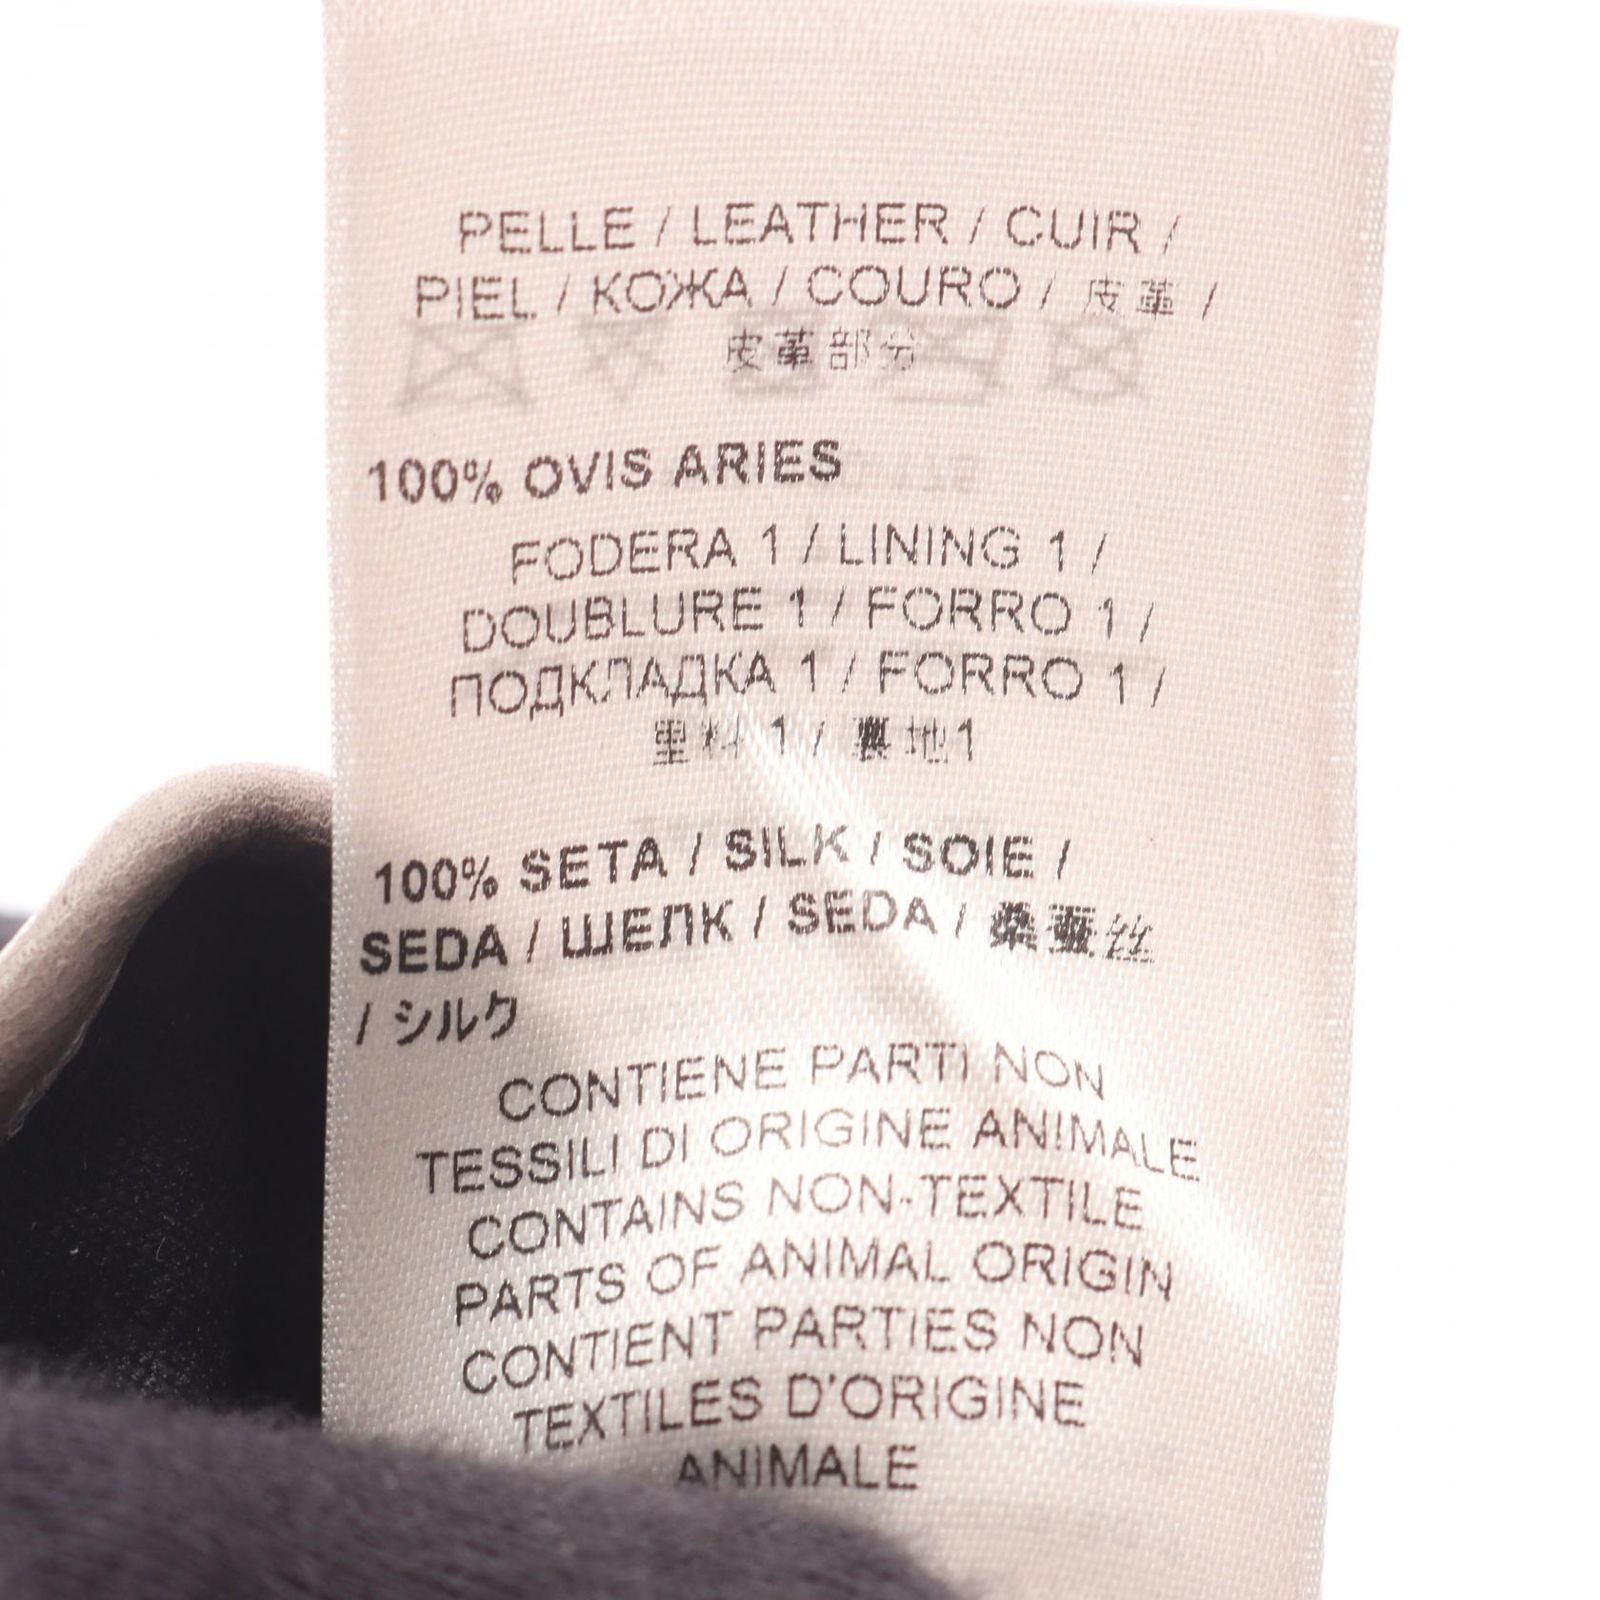 PELLE / LEATHER / CUIR /
PIEL / КОЖА / COURO / 皮革 /
皮革部分
100% OVIS ARIES
FODERA 1 / LINING 1 /
DOUBLURE 1 / FORRO 1 /
ПОДКЛАДКА 1 / FORRO 1 /
里料 1 / 裏地1
100% SETA / SILK / SOIE /
SEDA / ШЕЛК / SEDA / 桑蚕丝
/ シルク
CONTIENE PARTI NON
TESSILI DI ORIGINE ANIMALE
CONTAINS NON-TEXTILE
PARTS OF ANIMAL ORIGIN
CONTIENT PARTIES NON
TEXTILES D'ORIGINE
ANIMALE